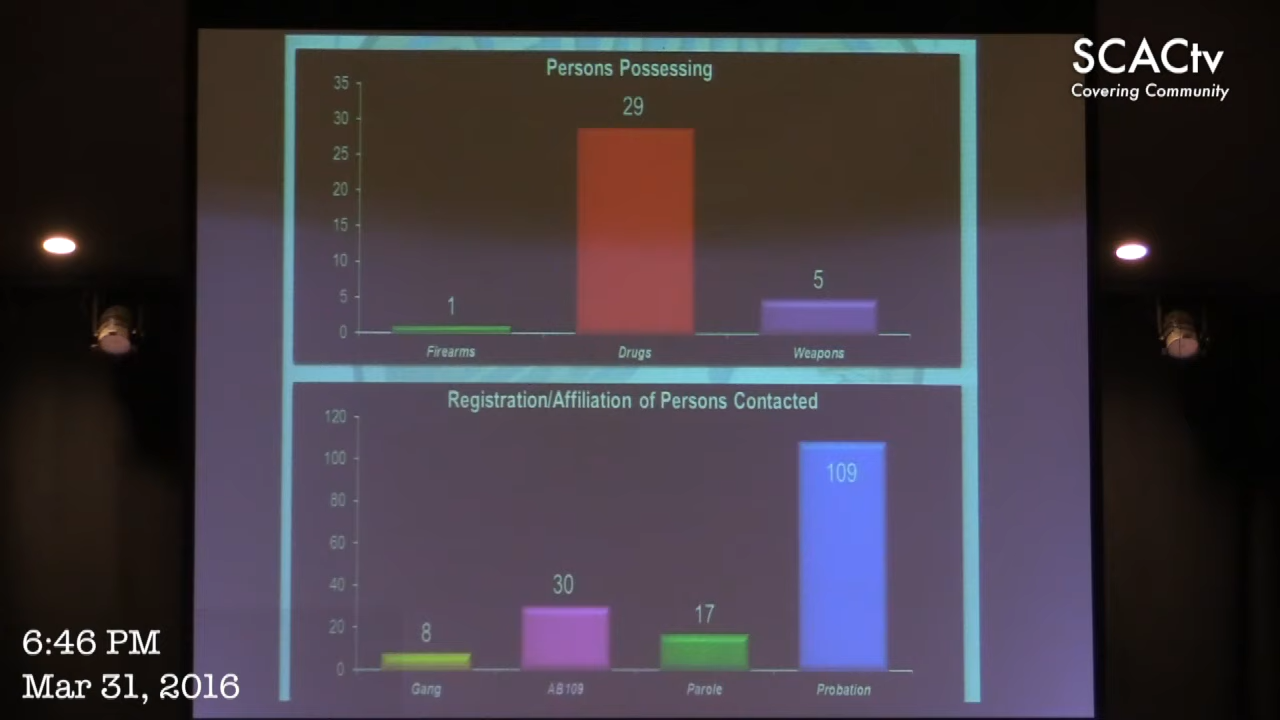 SCACtv
Covering Community
Persons Possessing
35
30
25
20
15
10
5
0
1
29
5
Firearms
Drugs
Weapons
Registration/Affiliation of Persons Contacted
120
100
80
60
40
20
0
8
30
17
109
Gang
AB109
Parole
Probation
6:46 PM
Mar 31, 2016